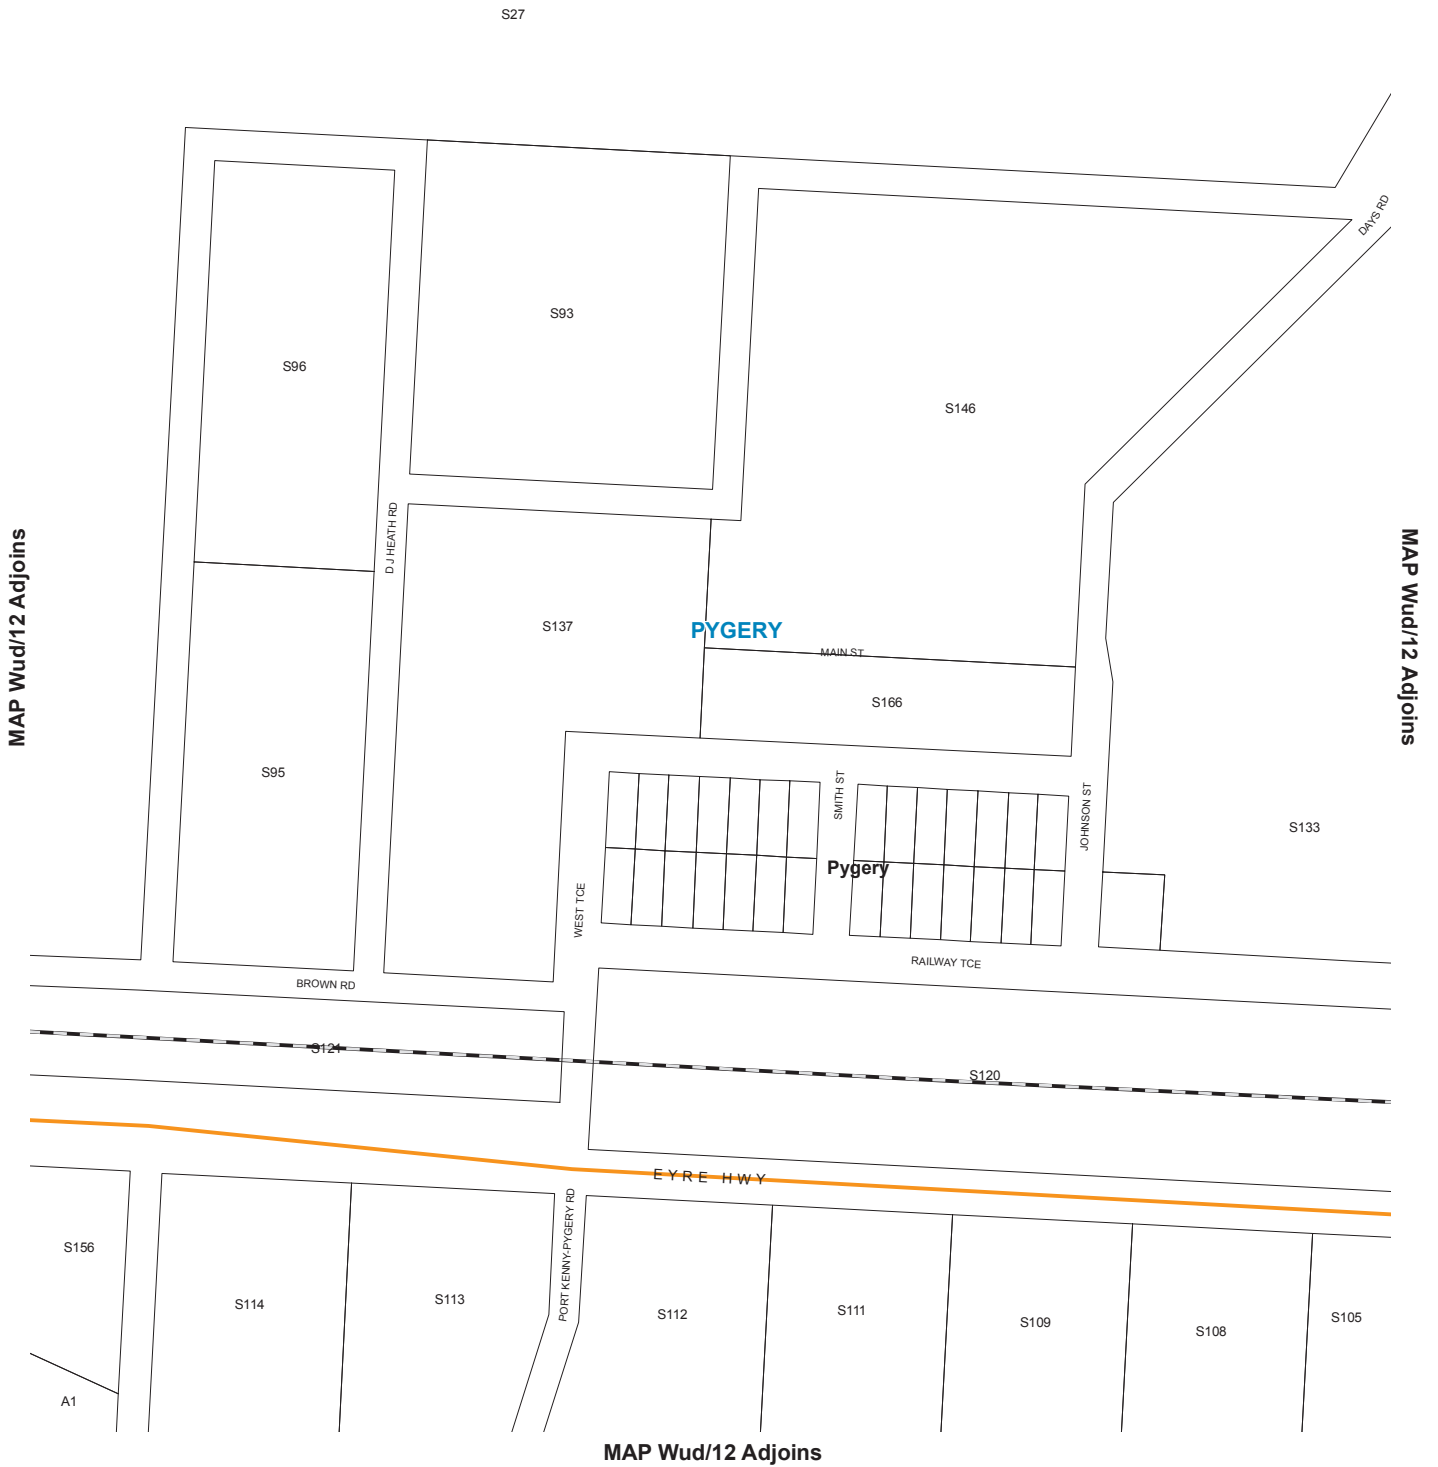 S27
DAYS RD
S93
S96
S146
D J HEATH RD
MAP Wud/12 Adjoins
MAP Wud/12 Adjoins
S137
PYGERY
MAIN ST
S166
S95
SMITH ST
JOHNSON ST
S133
Pygery
WEST TCE
RAILWAY TCE
BROWN RD
S121
S120
EYRE HWY
PORT KENNY-PYGERY RD
S156
S114
S113
S112
S111
S109
S108
S105
A1
MAP Wud/12 Adjoins